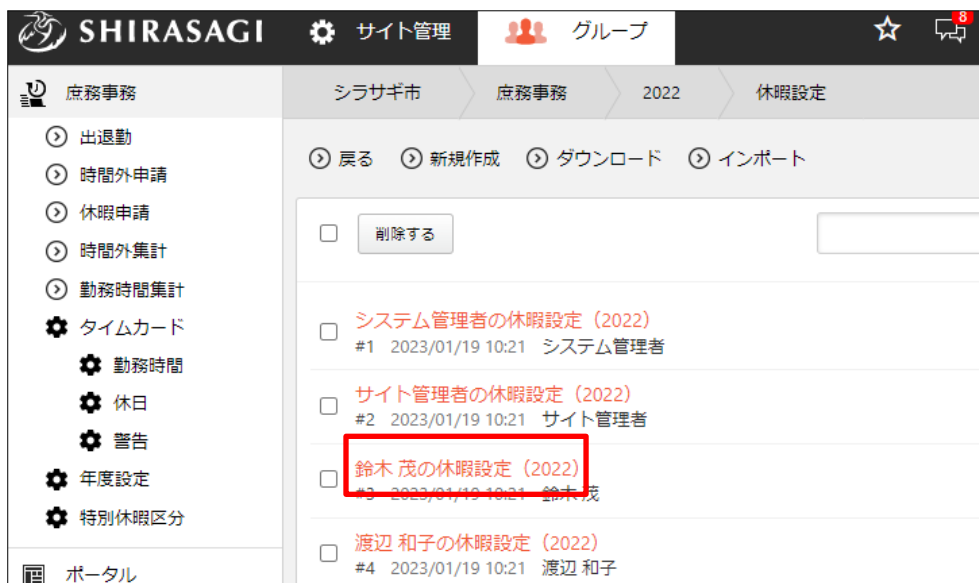 SHIRASAGI サイト管理 グループ 8
庶務事務
出退勤
時間外申請
休暇申請
時間外集計
勤務時間集計
タイムカード
勤務時間
休日
警告
年度設定
特別休暇区分
ポータル
シラサギ市 庶務事務 2022 休暇設定
戻る 新規作成 ダウンロード インポート
削除する
システム管理者の休暇設定（2022）
#1 2023/01/19 10:21 システム管理者
サイト管理者の休暇設定（2022）
#2 2023/01/19 10:21 サイト管理者
鈴木 茂の休暇設定（2022）
#3 2023/01/19 10:21 鈴木 茂
渡辺 和子の休暇設定（2022）
#4 2023/01/19 10:21 渡辺 和子